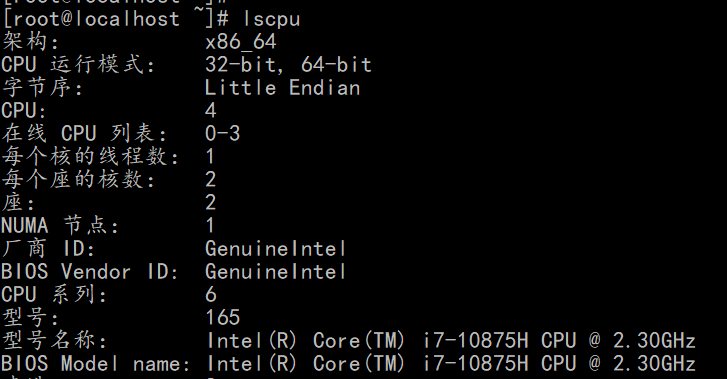 [root@localhost ~]# lscpu
架构: x86_64
CPU 运行模式: 32-bit, 64-bit
字节序: Little Endian
CPU: 4
在线 CPU 列表: 0-3
每个核的线程数: 1
每个座的核数: 2
座: 2
NUMA 节点: 1
厂商 ID: GenuineIntel
BIOS Vendor ID: GenuineIntel
CPU 系列: 6
型号: 165
型号名称: Intel(R) Core(TM) i7-10875H CPU @ 2.30GHz
BIOS Model name: Intel(R) Core(TM) i7-10875H CPU @ 2.30GHz